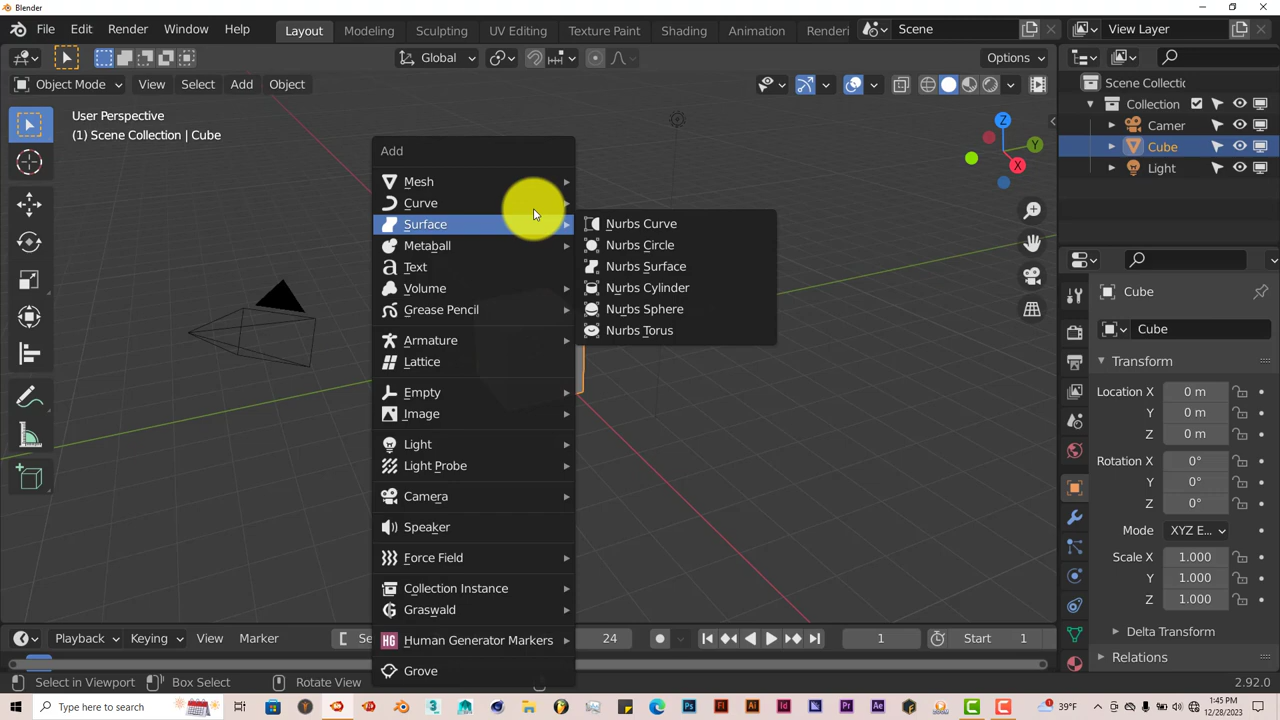 Blender
File Edit Render Window Help
Layout Modeling Sculpting UV Editing Texture Paint Shading Animation Renderi
Scene
View Layer
Global
Options
Object Mode View Select Add Object
User Perspective
(1) Scene Collection | Cube
Z
Y
X
Scene Collectic
Collection
Camer
Cube
Light
Add
Mesh
Curve
Surface
Metaball
Text
Volume
Grease Pencil
Armature
Lattice
Empty
Image
Light
Light Probe
Camera
Speaker
Force Field
Collection Instance
Graswald
HG Human Generator Markers
Grove
Nurbs Curve
Nurbs Circle
Nurbs Surface
Nurbs Cylinder
Nurbs Sphere
Nurbs Torus
Cube
Cube
Transform
Location X 0 m
Y 0 m
Z 0 m
Rotation X 0°
Y 0°
Z 0°
Mode XYZ E...
Scale X 1.000
Y 1.000
Z 1.000
Delta Transform
Relations
Playback Keying View Marker
Se
24
1
Start 1
Select in Viewport Box Select Rotate View
2.92.0
Type here to search
39°F
1:45 PM
12/28/2023